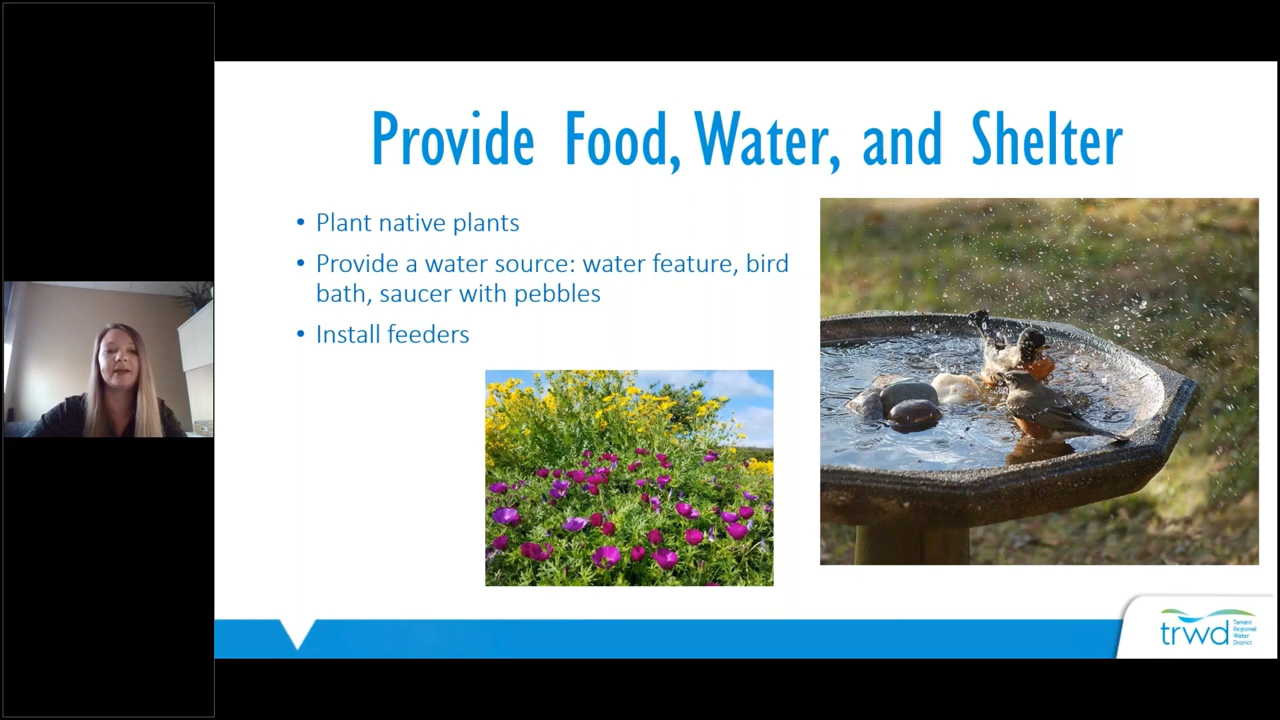 Provide Food, Water, and Shelter
• Plant native plants
• Provide a water source: water feature, bird
bath, saucer with pebbles
• Install feeders
trwd
Tarrant
Regional
Water
District